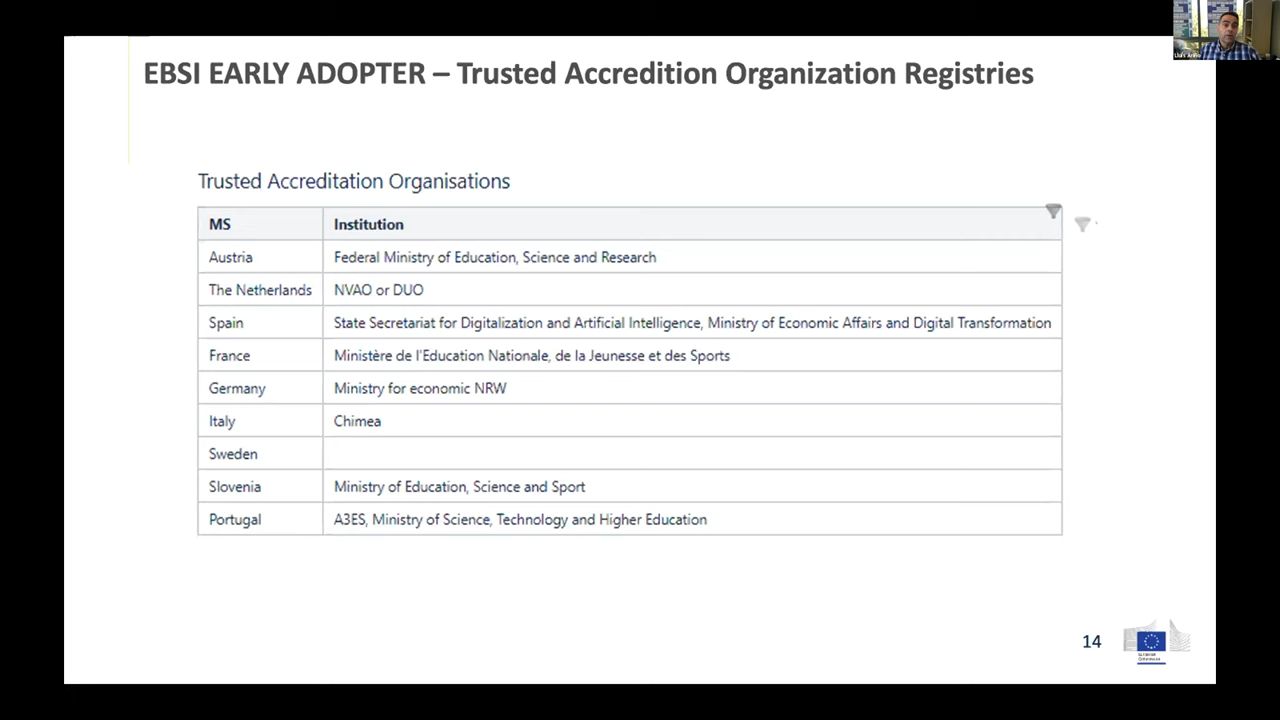 EBSI EARLY ADOPTER – Trusted Accredition Organization Registries
Trusted Accreditation Organisations
MS Institution
Austria Federal Ministry of Education, Science and Research
The Netherlands NVAO or DUO
Spain State Secretariat for Digitalization and Artificial Intelligence, Ministry of Economic Affairs and Digital Transformation
France Ministère de l'Education Nationale, de la Jeunesse et des Sports
Germany Ministry for economic NRW
Italy Chimea
Sweden
Slovenia Ministry of Education, Science and Sport
Portugal A3ES, Ministry of Science, Technology and Higher Education
14